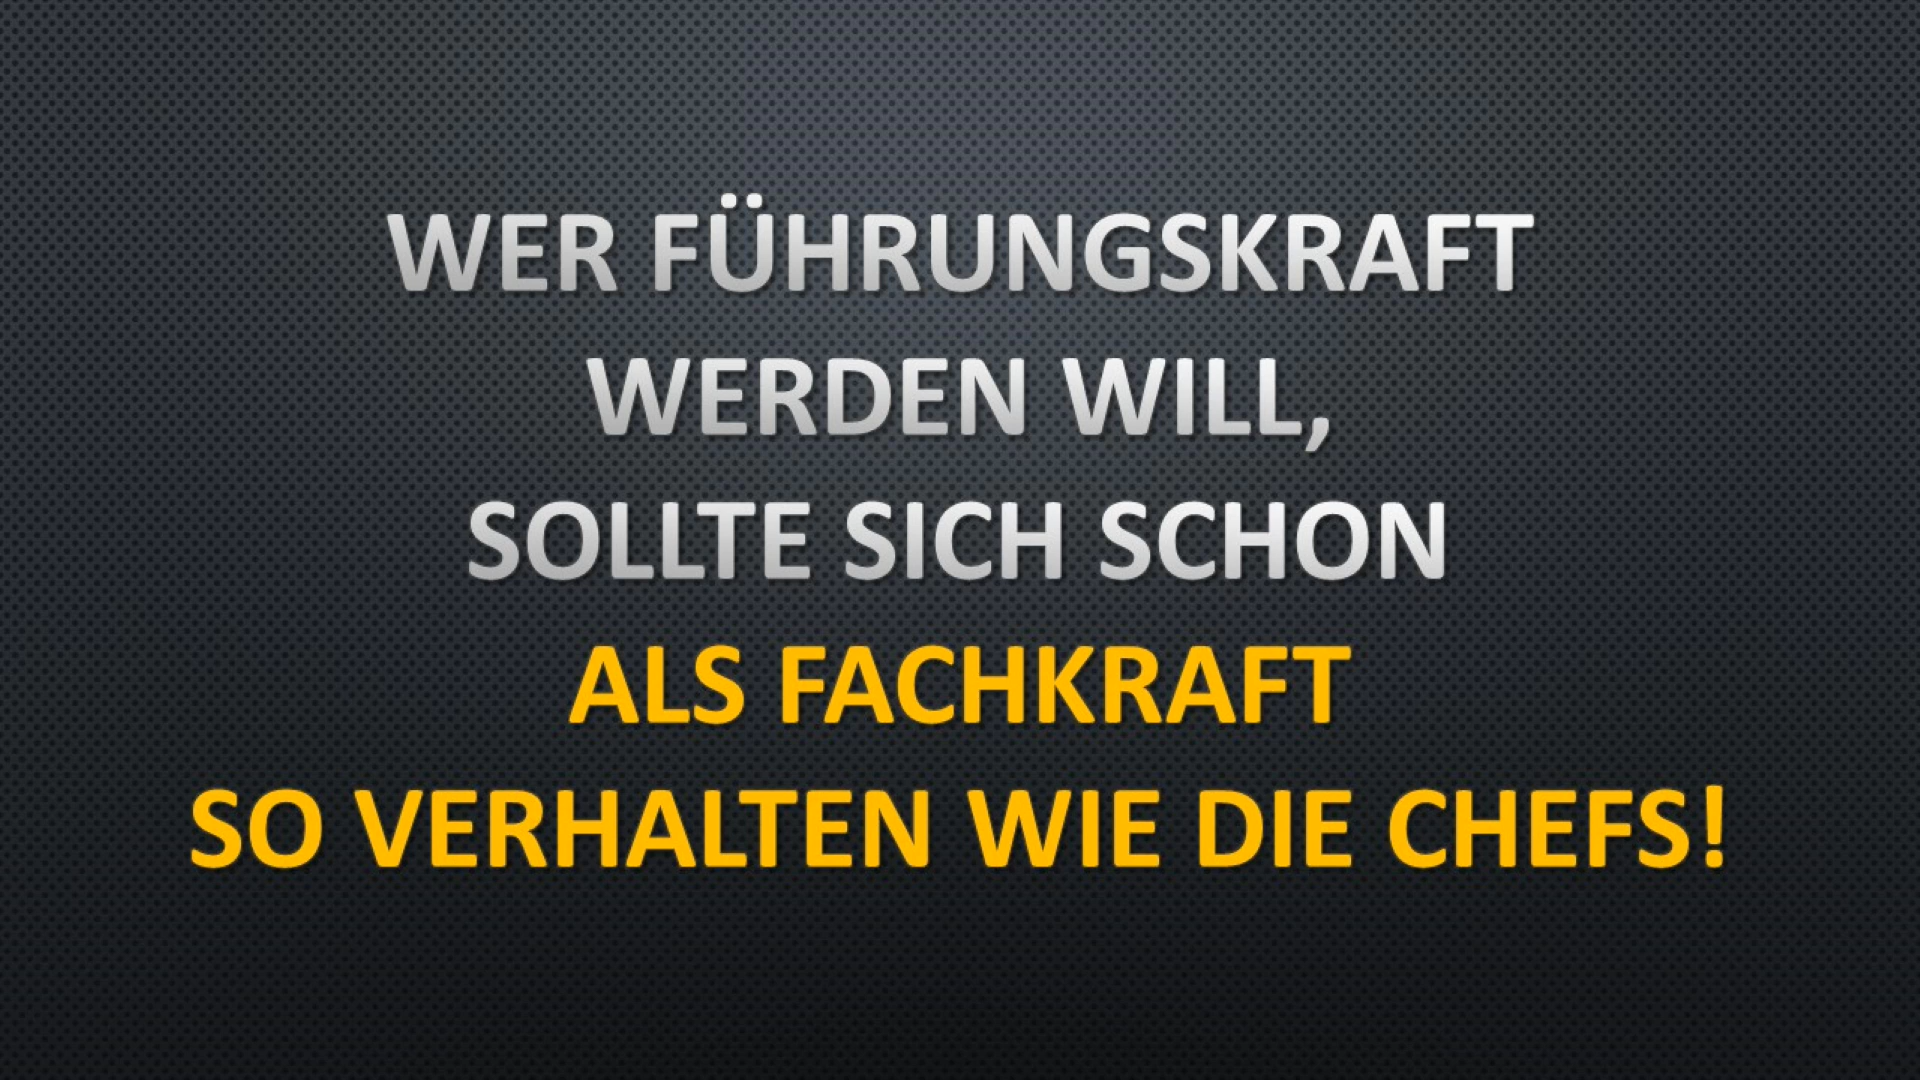 WER FÜHRUNGSKRAFT
WERDEN WILL,
SOLLTE SICH SCHON
ALS FACHKRAFT
SO VERHALTEN WIE DIE CHEFS!